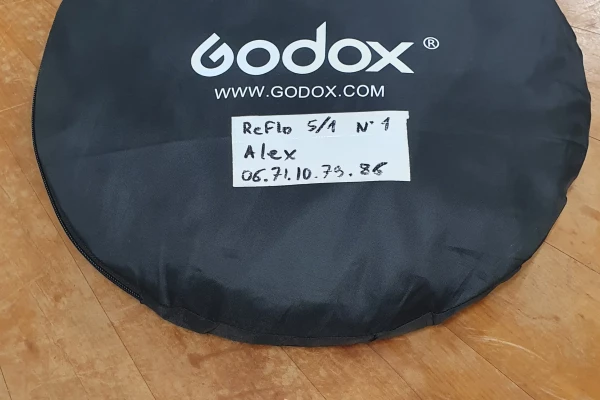 GODOX ®
WWW.GODOX.COM
ReFlo 5/1 N°1
Alex
06.71.10.79.86